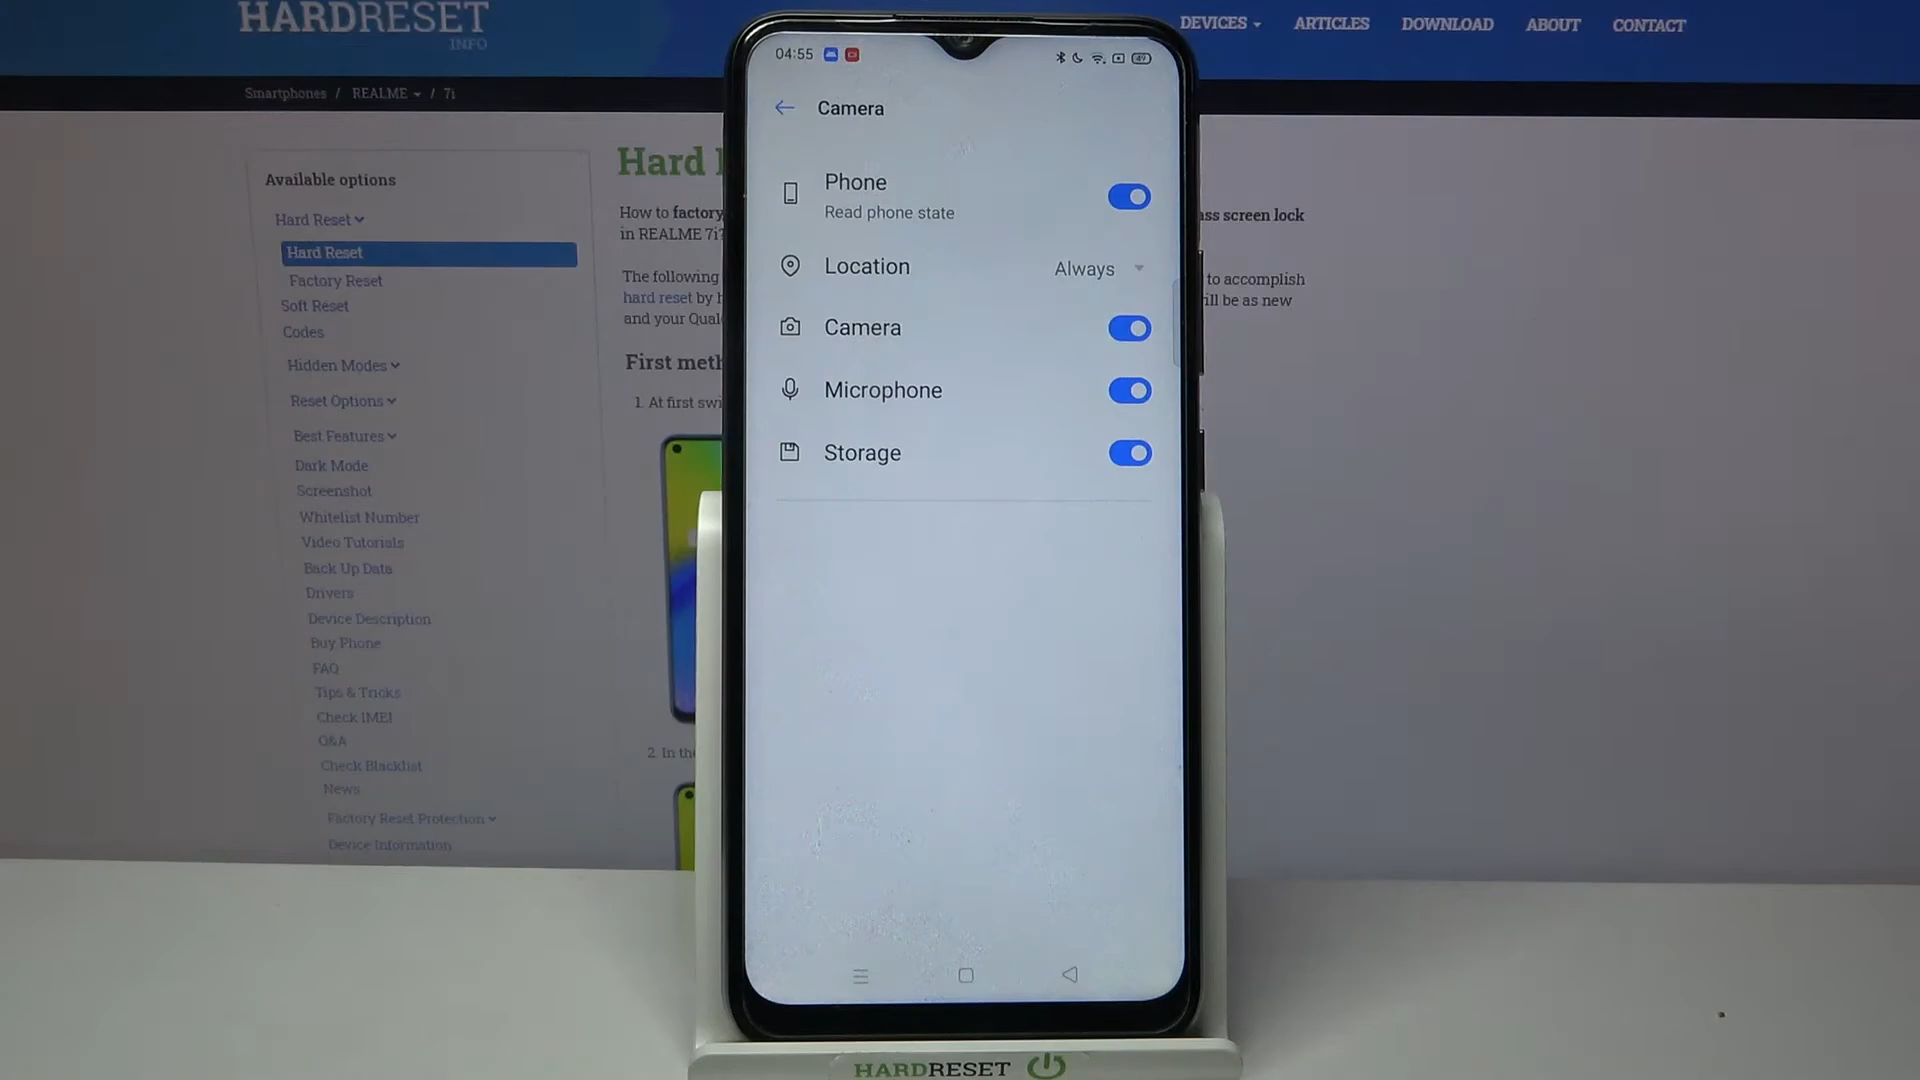 HARDRESET
INFO
DEVICES
ARTICLES
DOWNLOAD
ABOUT
CONTACT
Smartphones / REALME / 7i
Available options
Hard Reset
Hard Reset
Factory Reset
Soft Reset
Codes
Hidden Modes
Reset Options
Best Features
Dark Mode
Screenshot
Whitelist Number
Video Tutorials
Back Up Data
Drivers
Device Description
Buy Phone
FAQ
Tips & Tricks
Check IMEI
Q&A
Check Blacklist
News
Factory Reset Protection
Device Information
Hard
How to factory
ass screen lock
in REALME 7i?
The following
to accomplish
hard reset by
ill be as new
and your Qual
First meth
1. At first swi
2. In the
04:55
49
Camera
Phone
Read phone state
Location
Always
Camera
Microphone
Storage
HARDRESET